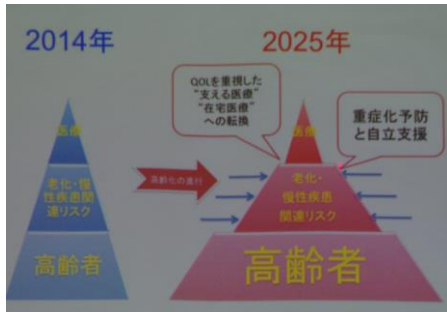 2014年
2025年
QOLを重視した
“支える医療”
“在宅医療”
への転換
重症化予防
と自立支援
医療
医療
老化・慢
性疾患関
連リスク
高齢化の進行
老化・
慢性疾患
関連リスク
高齢者
高齢者